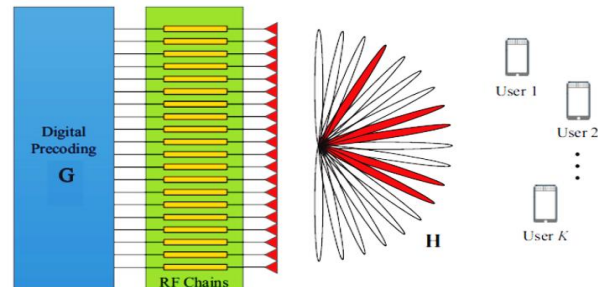 Digital
Precoding
G
RF Chains
H
User 1
User 2
User K